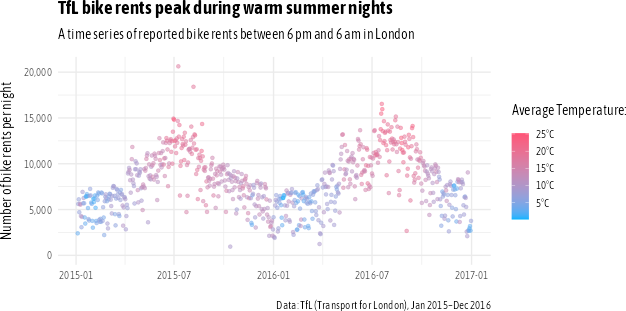 TfL bike rents peak during warm summer nights
A time series of reported bike rents between 6 pm and 6 am in London
Number of bike rents per night
20,000
15,000
10,000
5,000
0
2015-01
2015-07
2016-01
2016-07
2017-01
Average Temperature:
25°C
20°C
15°C
10°C
5°C
Data: TfL (Transport for London), Jan 2015–Dec 2016